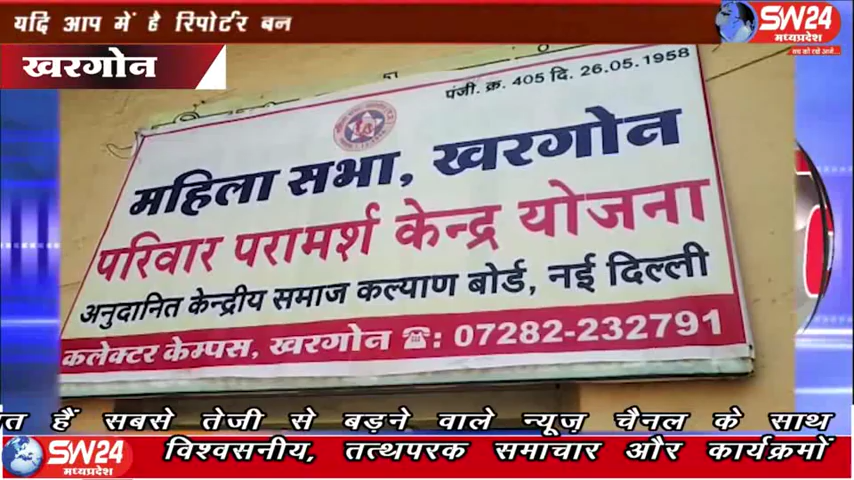 यदि आप में है रिपोर्टर बन
SW24
मध्यप्रदेश
खरगोन
पंजी. क्र. 405 दि. 26.05.1958
महिला सभा, खरगोन
परिवार परामर्श केन्द्र योजना
अनुदानित केन्द्रीय समाज कल्याण बोर्ड, नई दिल्ली
कलेक्टर केम्पस, खरगोन ☎: 07282-232791
हैं सबसे तेजी से बड़ने वाले न्यूज़ चैनल के साथ
SW24
मध्यप्रदेश
विश्वसनीय, तत्थपरक समाचार और कार्यक्रमों